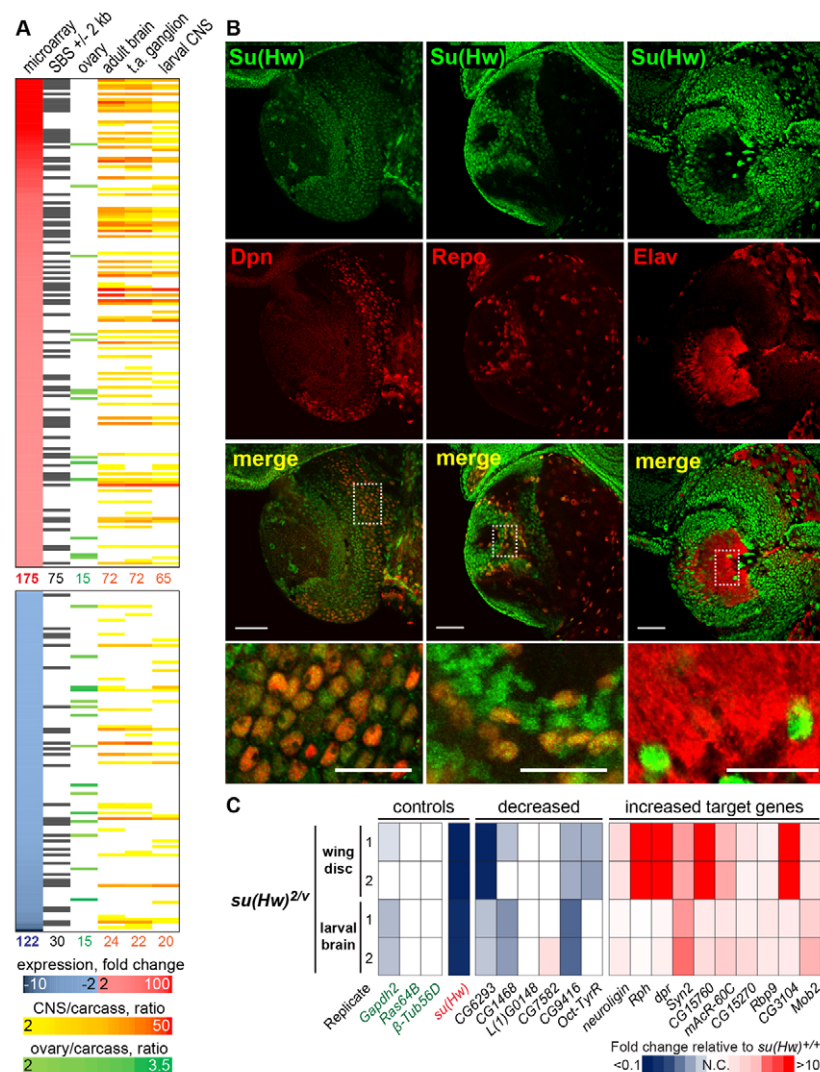 A
microarray
SBS +/- 2 kb
ovary
adult brain
t.a. ganglion
larval CNS
175 75 15 72 72 65
122 30 15 24 22 20
expression, fold change
-10 -2 2 100
CNS/carcass, ratio
2 50
ovary/carcass, ratio
2 3.5
B
Su(Hw) Su(Hw) Su(Hw)
Dpn Repo Elav
merge merge merge
C
controls decreased increased target genes
su(Hw)2/v
wing disc
1
2
larval brain
1
2
Replicate
Gapdh2
Ras64B
β-Tub56D
su(Hw)
CG6293
CG1468
L(1)G0148
CG7582
CG9416
Oct-TyrR
neuroligin
Rph
dpr
Syn2
CG15760
mAcR-60C
CG15270
Rbp9
CG3104
Mob2
Fold change relative to su(Hw)+/+
<0.1 N.C. >10